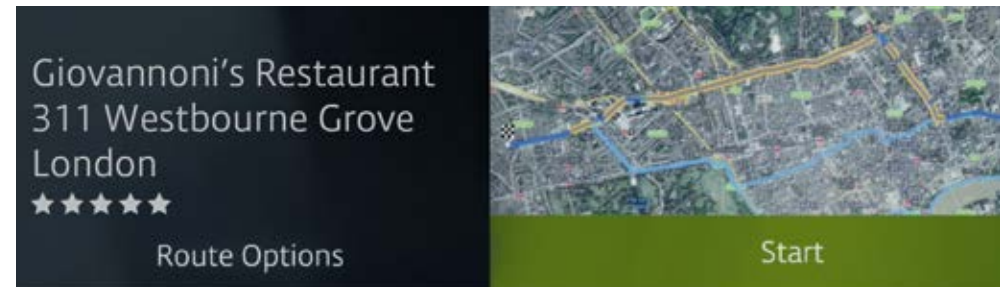 Giovannoni's Restaurant
311 Westbourne Grove
London
Route Options
Start